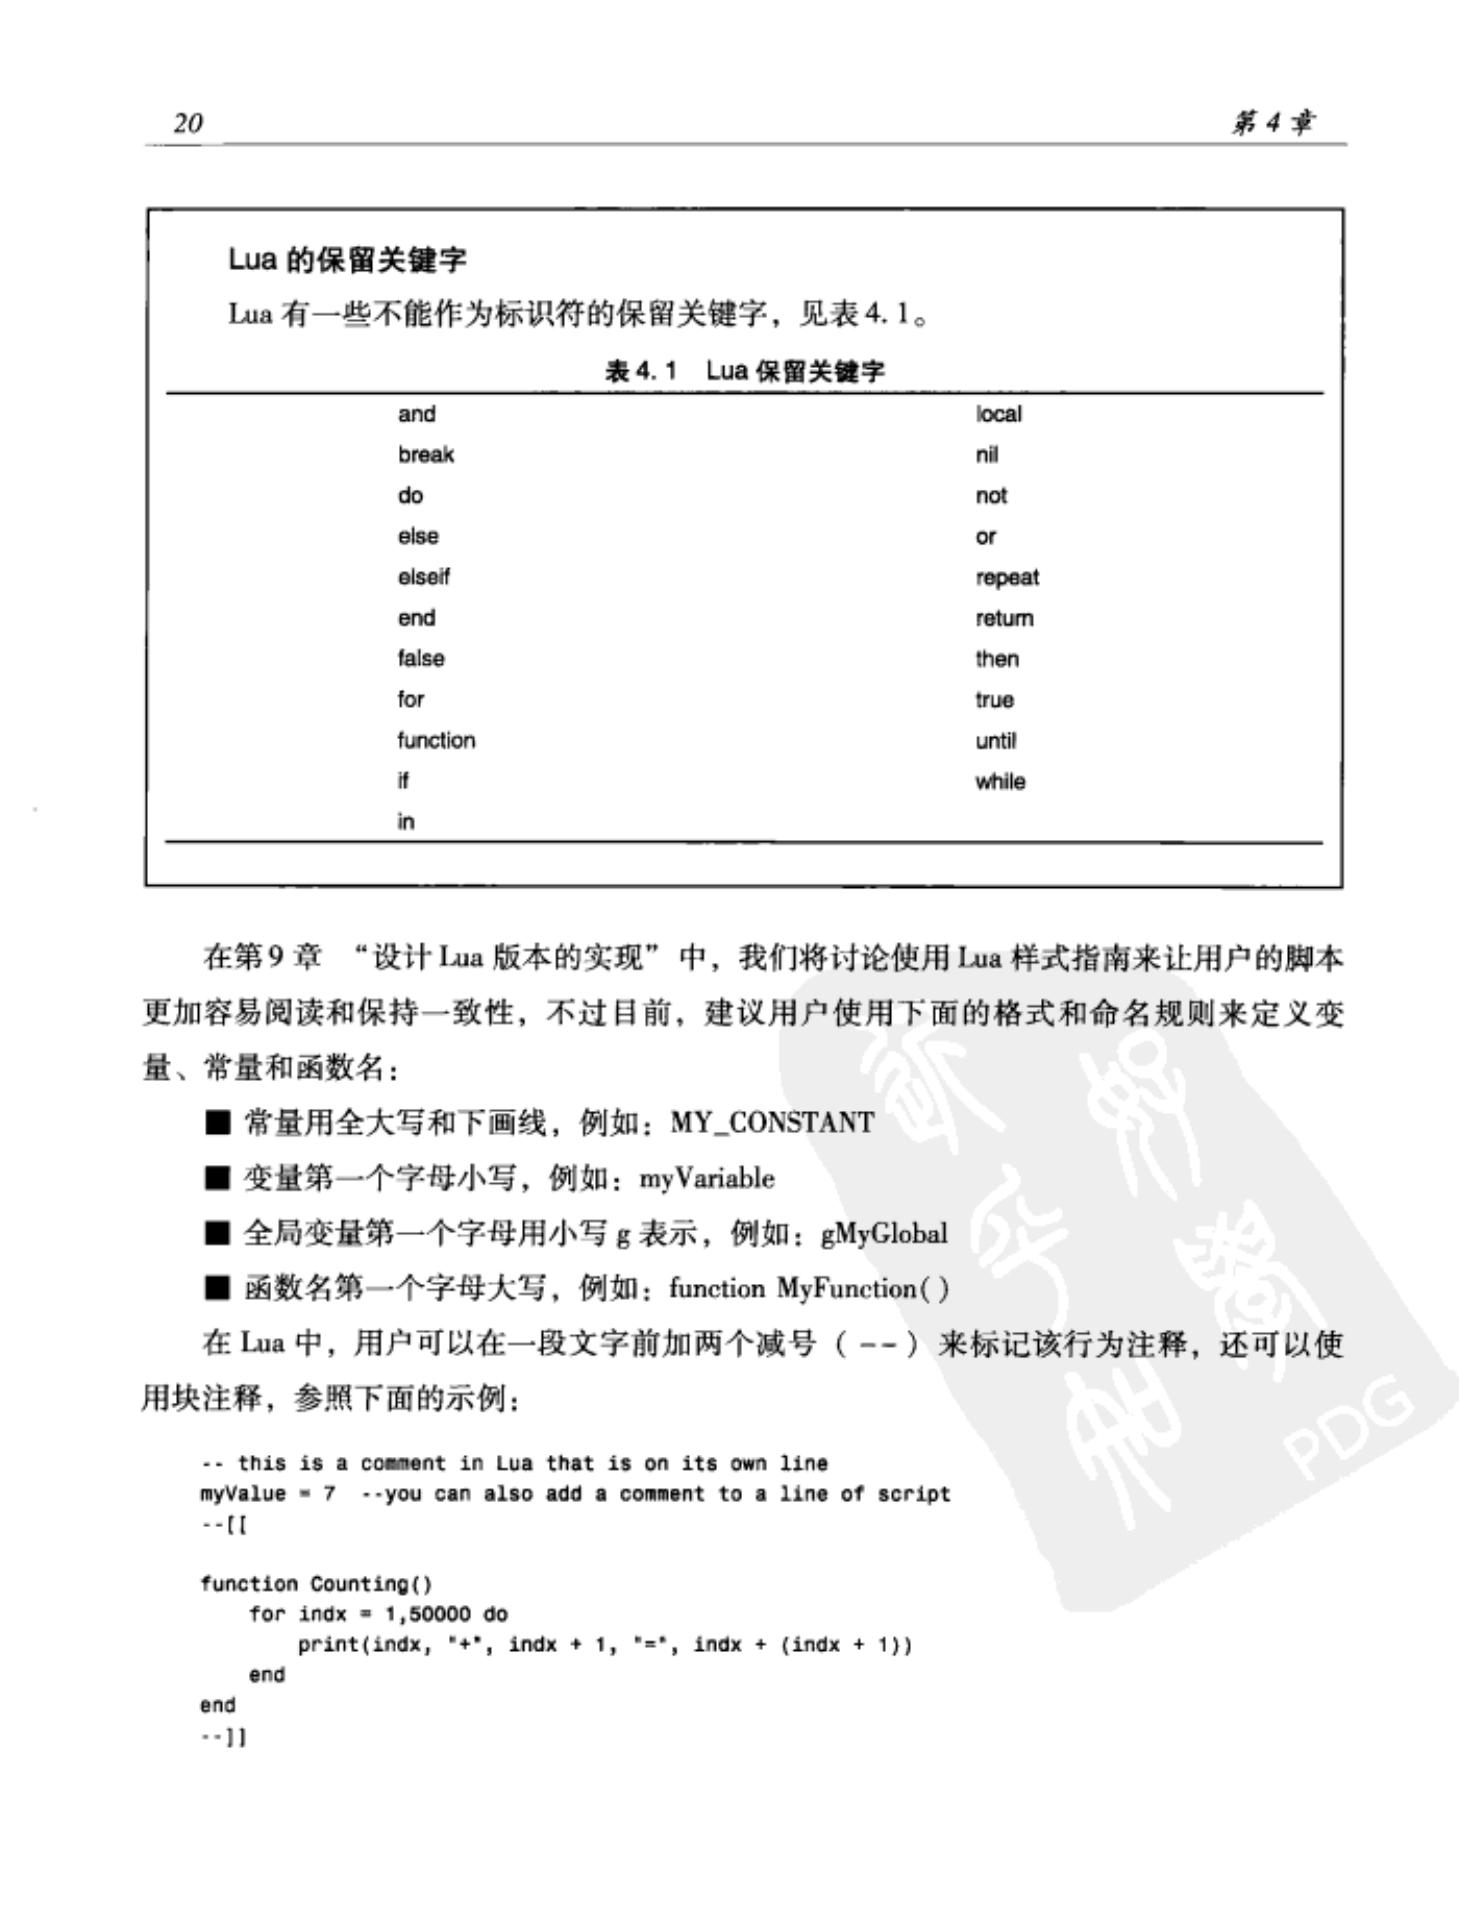 20
第4章
Lua 的保留关键字
Lua 有一些不能作为标识符的保留关键字，见表 4.1。
表 4.1 Lua 保留关键字
and local
break nil
do not
else or
elseif repeat
end return
false then
for true
function until
if while
in
在第9章 “设计 Lua 版本的实现”中，我们将讨论使用 Lua 样式指南来让用户的脚本
更加容易阅读和保持一致性，不过目前，建议用户使用下面的格式和命名规则来定义变
量、常量和函数名：
■ 常量用全大写和下画线，例如：MY_CONSTANT
■ 变量第一个字母小写，例如：myVariable
■ 全局变量第一个字母用小写 g 表示，例如：gMyGlobal
■ 函数名第一个字母大写，例如：function MyFunction()
在 Lua 中，用户可以在一段文字前加两个减号（--）来标记该行为注释，还可以使
用块注释，参照下面的示例：
-- this is a comment in Lua that is on its own line
myValue = 7  --you can also add a comment to a line of script
--[[
function Counting()
    for indx = 1,50000 do
        print(indx, "+", indx + 1, "=", indx + (indx + 1))
    end
end
--]]
PDG